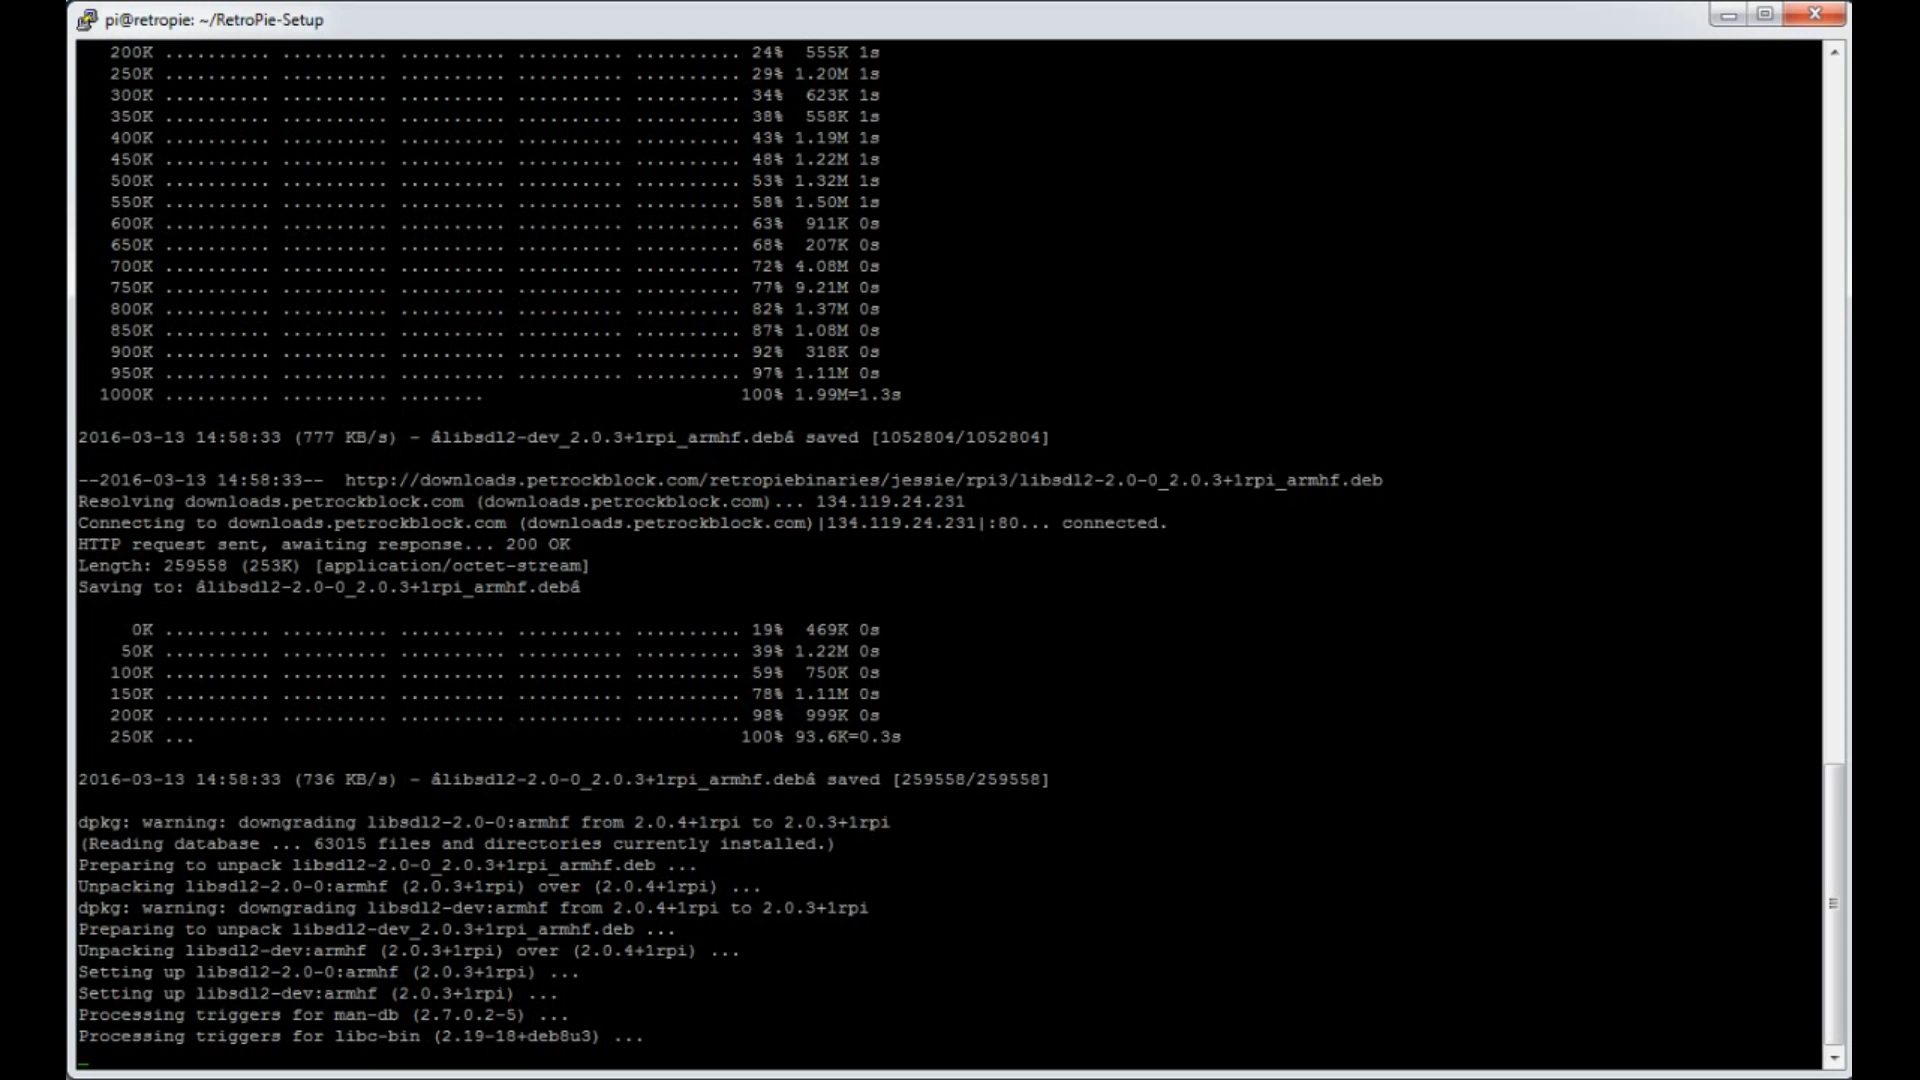 pi@retropie: ~/RetroPie-Setup
200K .......... .......... .......... .......... .......... 24%  555K 1s
250K .......... .......... .......... .......... .......... 29% 1.20M 1s
300K .......... .......... .......... .......... .......... 34%  623K 1s
350K .......... .......... .......... .......... .......... 38%  558K 1s
400K .......... .......... .......... .......... .......... 43% 1.19M 1s
450K .......... .......... .......... .......... .......... 48% 1.22M 1s
500K .......... .......... .......... .......... .......... 53% 1.32M 1s
550K .......... .......... .......... .......... .......... 58% 1.50M 1s
600K .......... .......... .......... .......... .......... 63%  911K 0s
650K .......... .......... .......... .......... .......... 68%  207K 0s
700K .......... .......... .......... .......... .......... 72% 4.08M 0s
750K .......... .......... .......... .......... .......... 77% 9.21M 0s
800K .......... .......... .......... .......... .......... 82% 1.37M 0s
850K .......... .......... .......... .......... .......... 87% 1.08M 0s
900K .......... .......... .......... .......... .......... 92%  318K 0s
950K .......... .......... .......... .......... .......... 97% 1.11M 0s
1000K .......... .......... ........ 100% 1.99M=1.3s
2016-03-13 14:58:33 (777 KB/s) - âlibsdl2-dev_2.0.3+1rpi_armhf.debâ saved [1052804/1052804]
--2016-03-13 14:58:33--  http://downloads.petrockblock.com/retropiebinaries/jessie/rpi3/libsdl2-2.0-0_2.0.3+1rpi_armhf.deb
Resolving downloads.petrockblock.com (downloads.petrockblock.com)... 134.119.24.231
Connecting to downloads.petrockblock.com (downloads.petrockblock.com)|134.119.24.231|:80... connected.
HTTP request sent, awaiting response... 200 OK
Length: 259558 (253K) [application/octet-stream]
Saving to: âlibsdl2-2.0-0_2.0.3+1rpi_armhf.debâ
0K .......... .......... .......... .......... .......... 19%  469K 0s
50K .......... .......... .......... .......... .......... 39% 1.22M 0s
100K .......... .......... .......... .......... .......... 59%  750K 0s
150K .......... .......... .......... .......... .......... 78% 1.11M 0s
200K .......... .......... .......... .......... .......... 98%  999K 0s
250K ... 100% 93.6K=0.3s
2016-03-13 14:58:33 (736 KB/s) - âlibsdl2-2.0-0_2.0.3+1rpi_armhf.debâ saved [259558/259558]
dpkg: warning: downgrading libsdl2-2.0-0:armhf from 2.0.4+1rpi to 2.0.3+1rpi
(Reading database ... 63015 files and directories currently installed.)
Preparing to unpack libsdl2-2.0-0_2.0.3+1rpi_armhf.deb ...
Unpacking libsdl2-2.0-0:armhf (2.0.3+1rpi) over (2.0.4+1rpi) ...
dpkg: warning: downgrading libsdl2-dev:armhf from 2.0.4+1rpi to 2.0.3+1rpi
Preparing to unpack libsdl2-dev_2.0.3+1rpi_armhf.deb ...
Unpacking libsdl2-dev:armhf (2.0.3+1rpi) over (2.0.4+1rpi) ...
Setting up libsdl2-2.0-0:armhf (2.0.3+1rpi) ...
Setting up libsdl2-dev:armhf (2.0.3+1rpi) ...
Processing triggers for man-db (2.7.0.2-5) ...
Processing triggers for libc-bin (2.19-18+deb8u3) ...